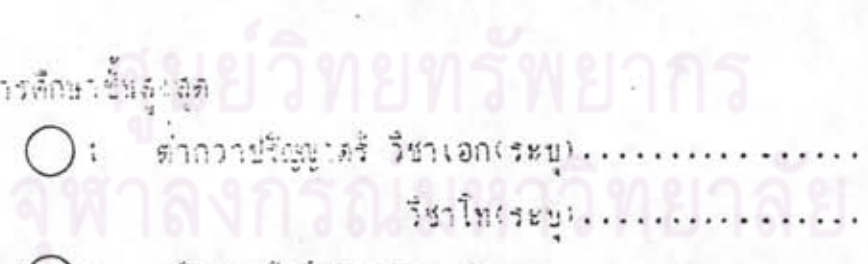 ศูนย์วิทยทรัพยากร
การศึกษาชั้นสูงสุด
: ต่ำกว่าปริญญาตรี วิชาเอก(ระบุ)..................
จุฬาลงกรณ์มหาวิทยาลัย
วิชาโท(ระบุ)..................